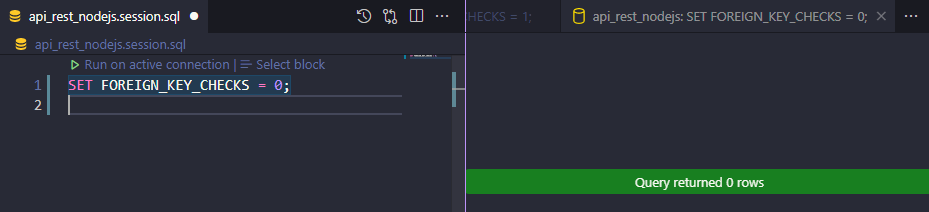 api_rest_nodejs.session.sql
CHECKS = 1;
api_rest_nodejs: SET FOREIGN_KEY_CHECKS = 0;
api_rest_nodejs.session.sql
Run on active connection | Select block
1 SET FOREIGN_KEY_CHECKS = 0;
2
Query returned 0 rows